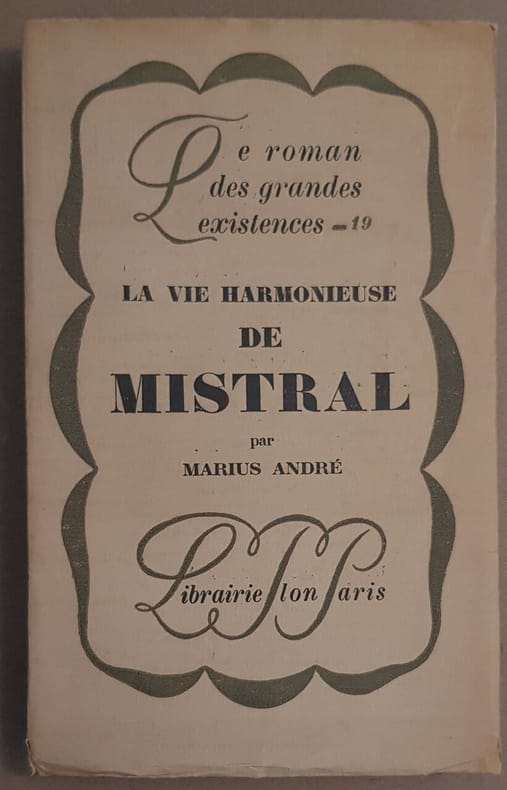 Le roman
des grandes
existences - 19
LA VIE HARMONIEUSE
DE
MISTRAL
par
MARIUS ANDRÉ
Librairie Plon Paris